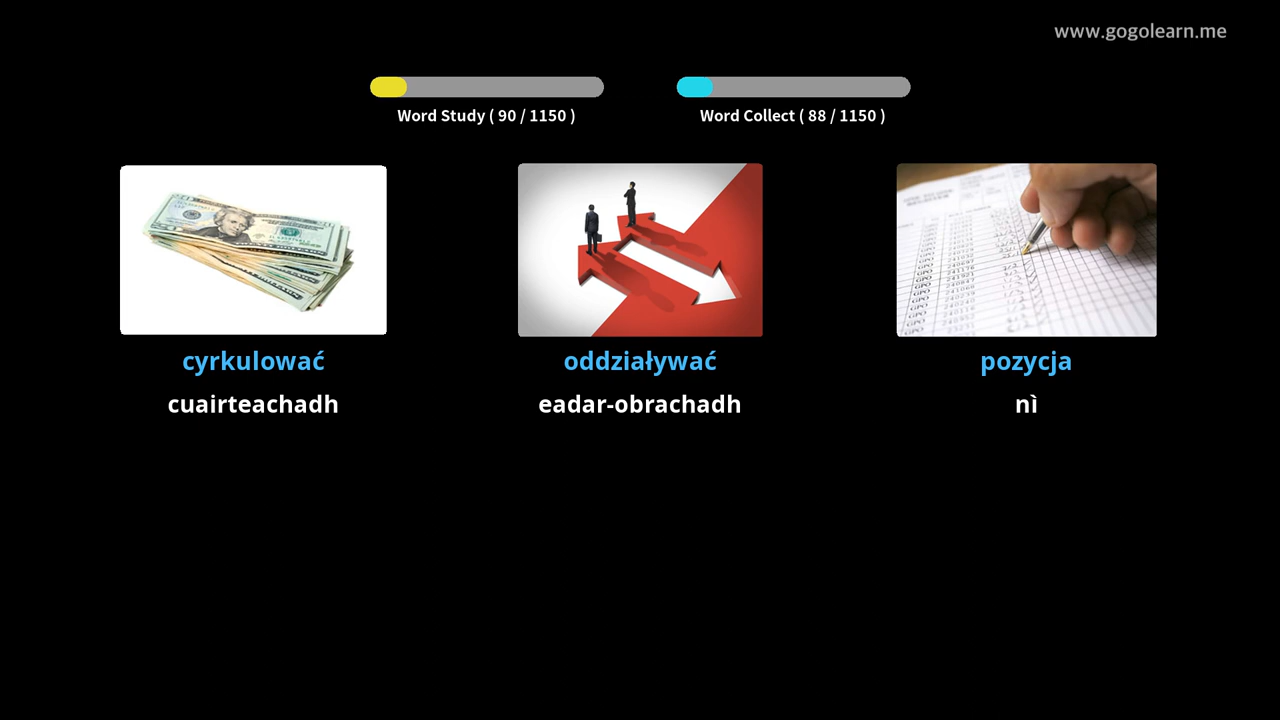 www.gogolearn.me
Word Study ( 90 / 1150 )
Word Collect ( 88 / 1150 )
cyrkulować
oddziaływać
pozycja
cuairteachadh
eadar-obrachadh
nì